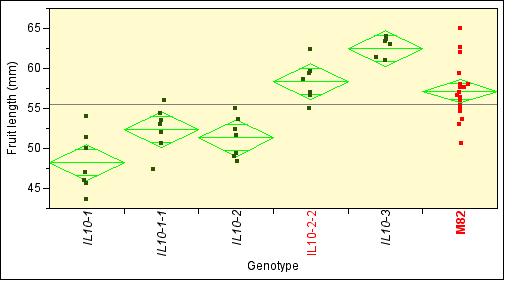 Fruit length (mm)
65
60
55
50
45
IL10-1
IL10-1-1
IL10-2
IL10-2-2
IL10-3
M82
Genotype